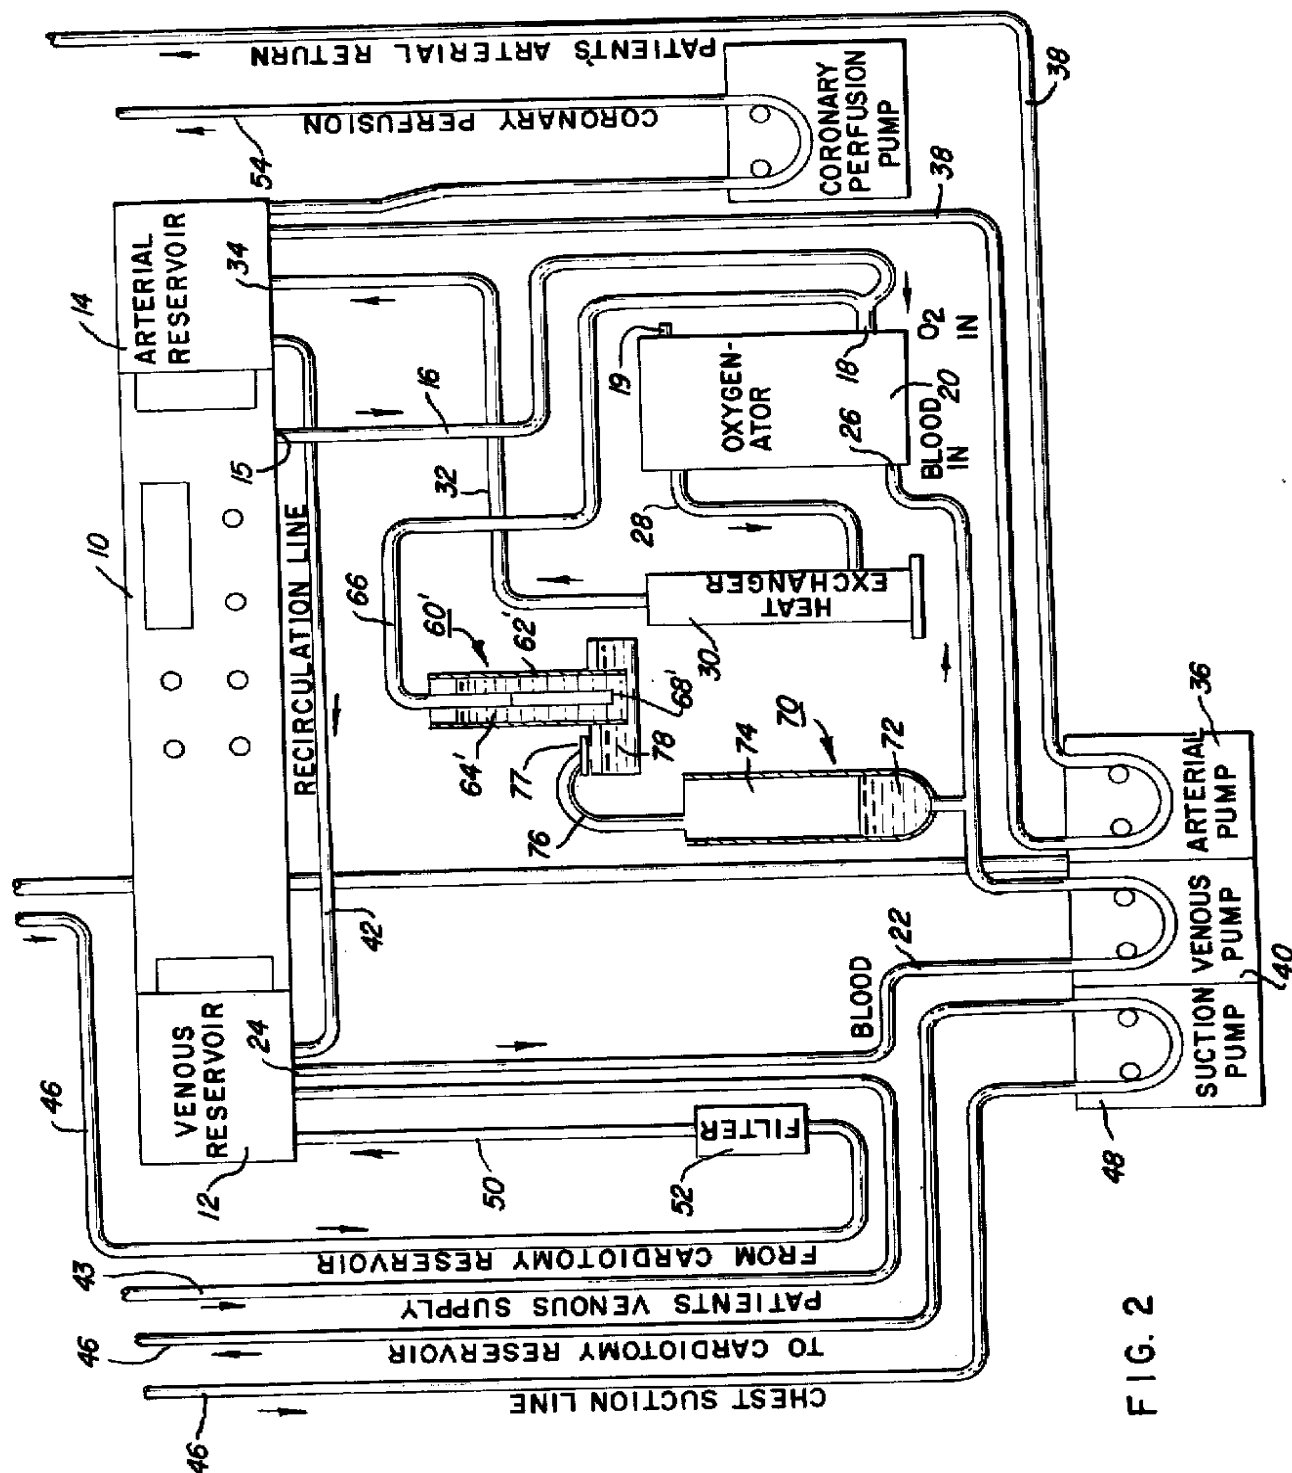 PATIENT'S ARTERIAL RETURN
38
CORONARY PERFUSION
54
CORONARY
PERFUSION
PUMP
38
14
ARTERIAL
RESERVOIR
34
15
16
32
19
OXYGEN-
ATOR
18
O2
IN
20
26
BLOOD
IN
28
10
RECIRCULATION LINE
66
60'
62'
64'
68'
78
77
76
HEAT
EXCHANGER
30
70
74
72
36
ARTERIAL
PUMP
VENOUS
PUMP
40
SUCTION
PUMP
48
42
22
BLOOD
24
VENOUS
RESERVOIR
12
46
50
FILTER
52
FROM CARDIOTOMY RESERVOIR
43
PATIENTS VENOUS SUPPLY
46
TO CARDIOTOMY RESERVOIR
46
CHEST SUCTION LINE
FIG. 2